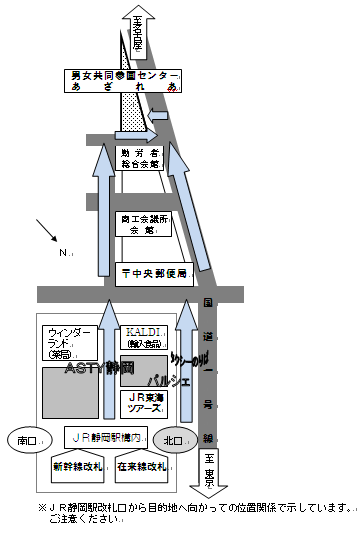 至名古屋
男女共同参画センター
あざれあ
勤労者
総合会館
商工会議所
会館
N
〒中央郵便局
国道一号線
ウィンダー
ランド
(薬局)
KALDI
(輸入食品)
タクシーのりば
ASTY静岡
パルシェ
JR東海
ツアーズ
南口
JR静岡駅構内
北口
新幹線改札
在来線改札
至東京
※JR静岡駅改札口から目的地へ向かっての位置関係で示しています。
ご注意ください